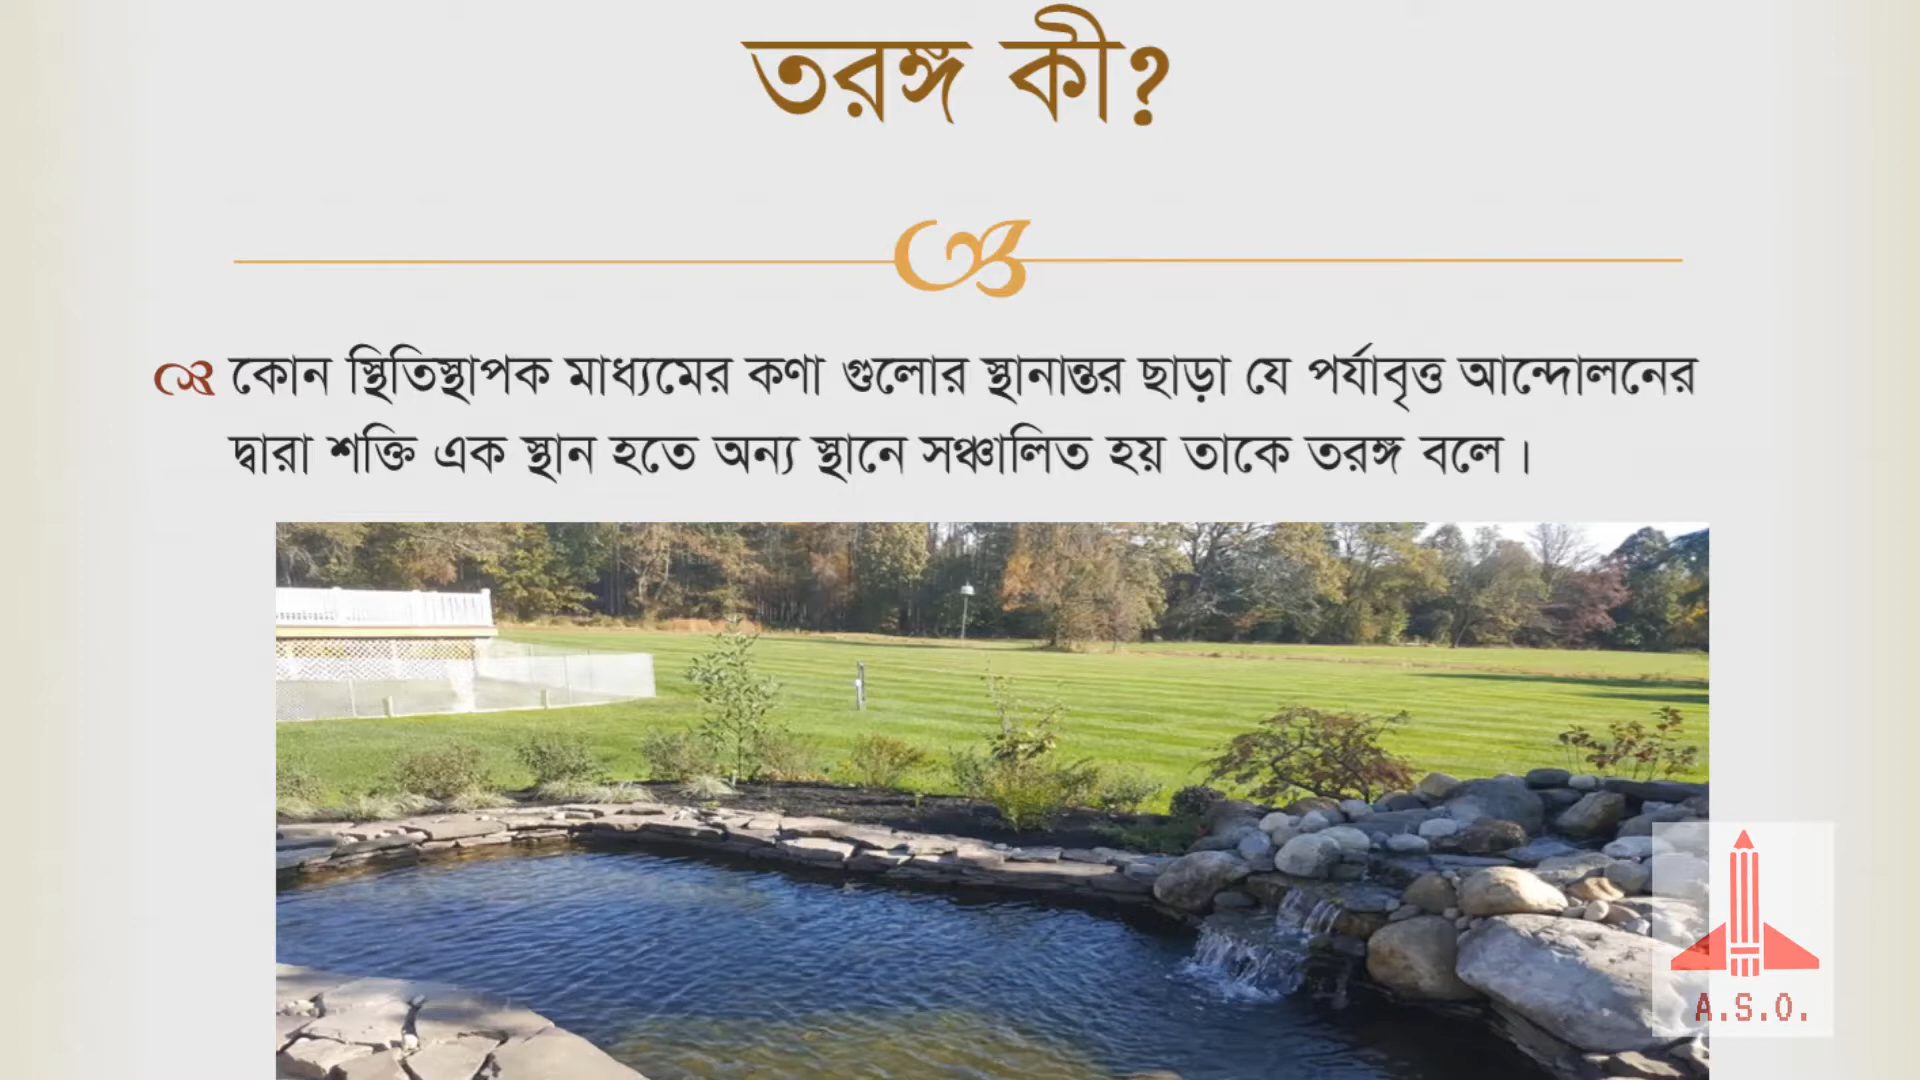 তরঙ্গ কী?
কোন স্থিতিস্থাপক মাধ্যমের কণা গুলোর স্থানান্তর ছাড়া যে পর্যাবৃত্ত আন্দোলনের
দ্বারা শক্তি এক স্থান হতে অন্য স্থানে সঞ্চালিত হয় তাকে তরঙ্গ বলে।
A.S.O.